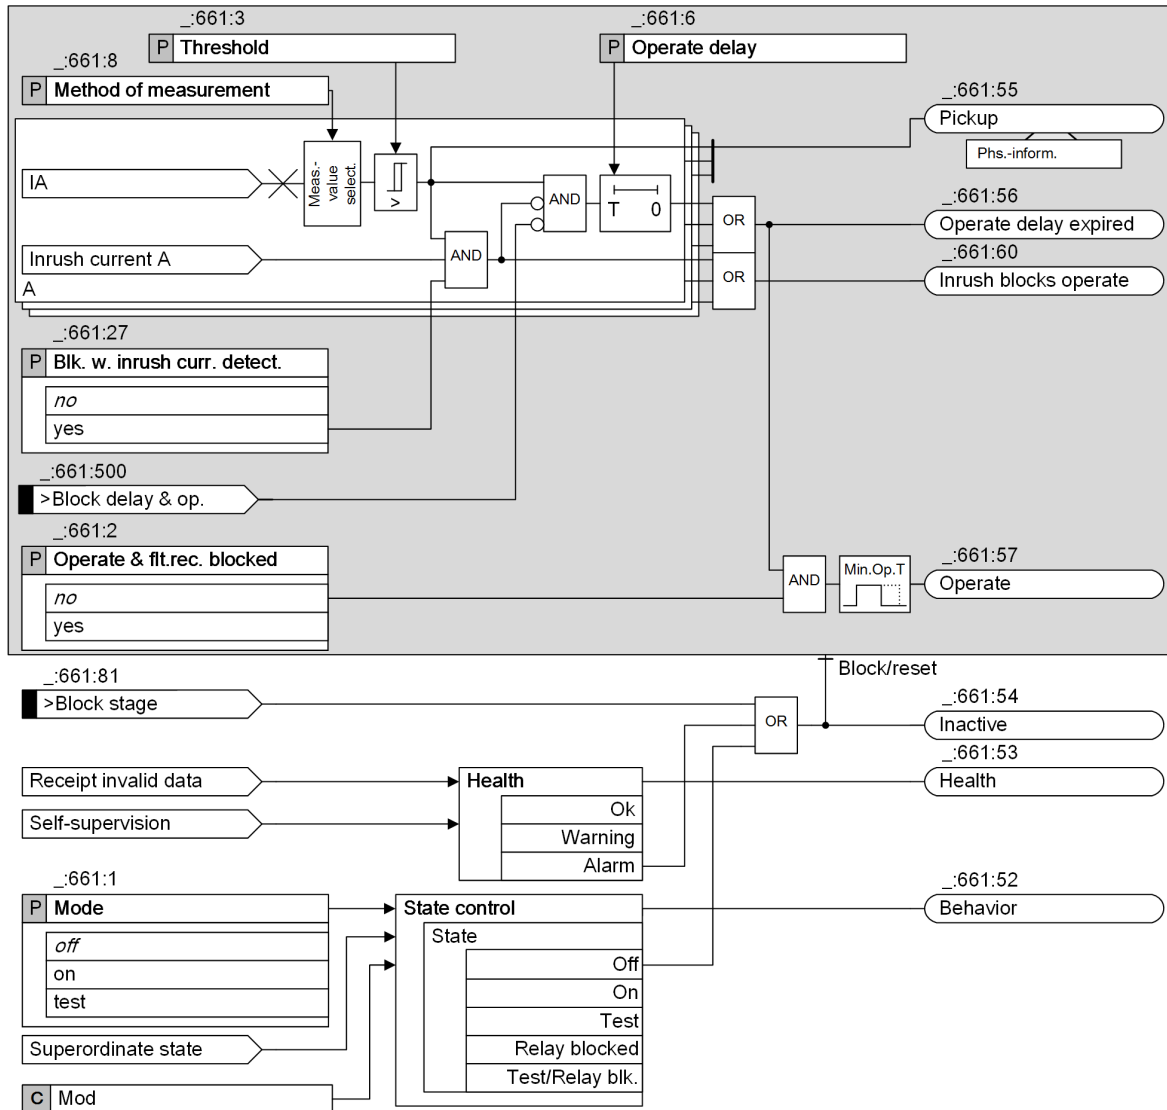 _:661:3
P Threshold
_:661:6
P Operate delay
_:661:8
P Method of measurement
_:661:55
Pickup
Phs.-inform.
IA
Meas.-
value
select.
v
AND
T 0
OR
_:661:56
Operate delay expired
Inrush current A
AND
A
OR
_:661:60
Inrush blocks operate
_:661:27
P Blk. w. inrush curr. detect.
no
yes
_:661:500
>Block delay & op.
_:661:2
P Operate & flt.rec. blocked
no
yes
AND
Min.Op.T
_:661:57
Operate
Block/reset
_:661:81
>Block stage
OR
_:661:54
Inactive
Receipt invalid data
Self-supervision
Health
Ok
Warning
Alarm
_:661:53
Health
_:661:1
P Mode
off
on
test
Superordinate state
C Mod
State control
State
Off
On
Test
Relay blocked
Test/Relay blk.
_:661:52
Behavior